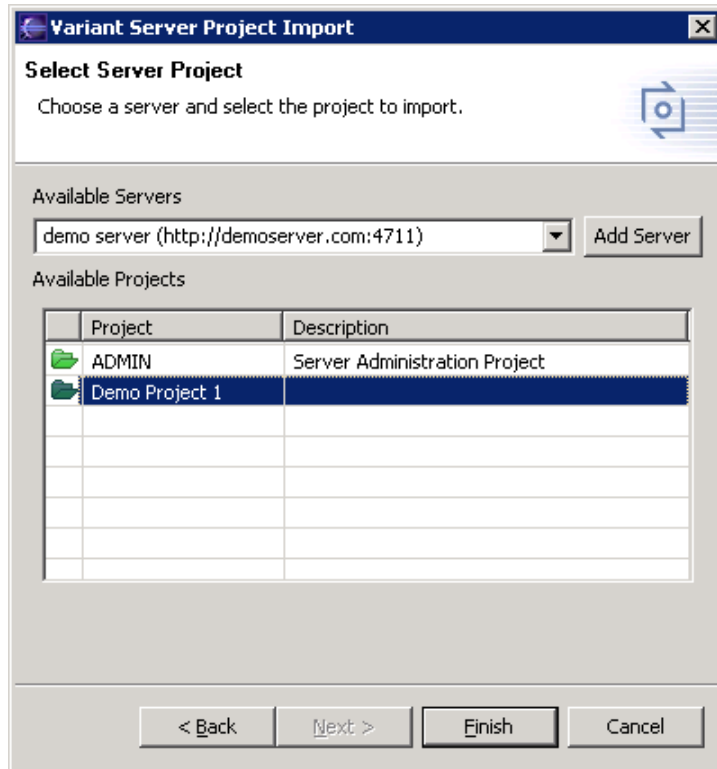 Variant Server Project Import
Select Server Project
Choose a server and select the project to import.
Available Servers
demo server (http://demoserver.com:4711) Add Server
Available Projects
Project Description
ADMIN Server Administration Project
Demo Project 1
< Back Next > Finish Cancel